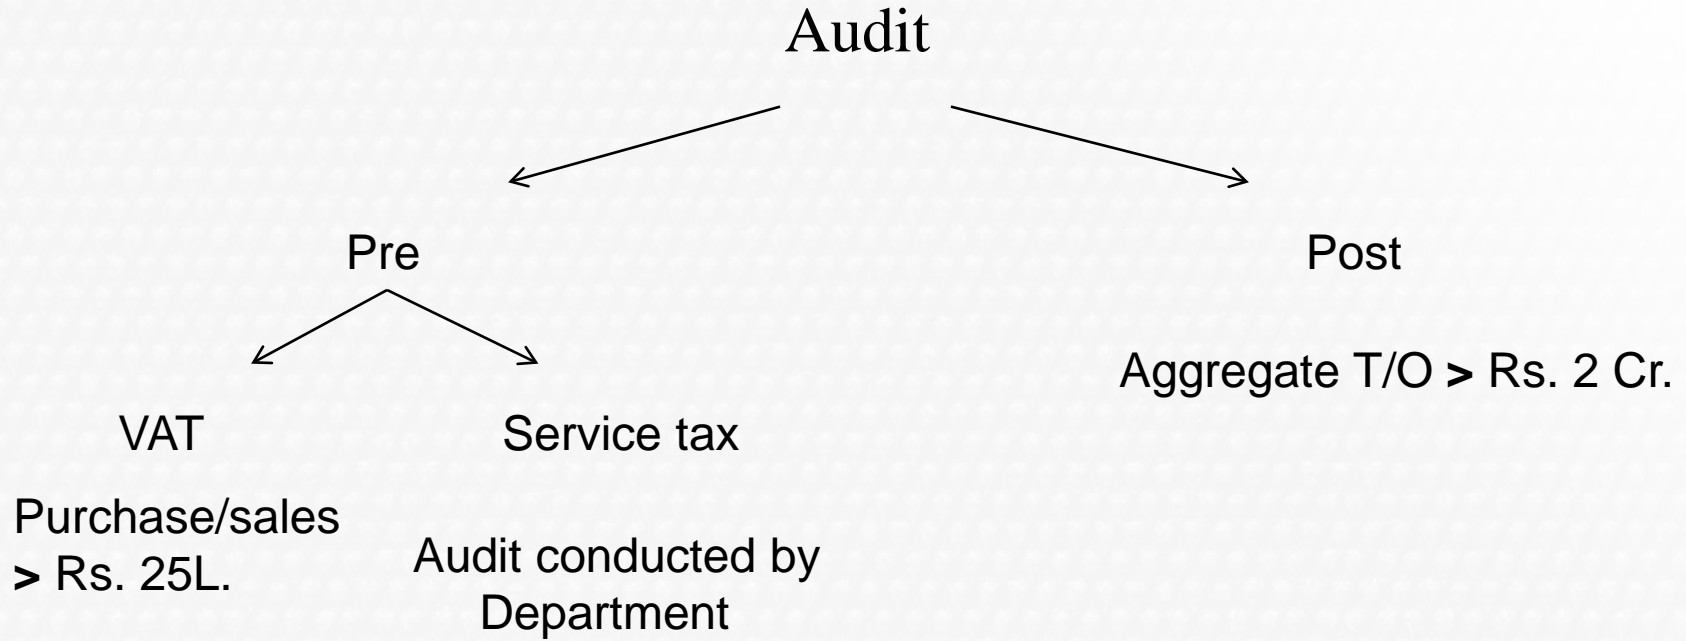 Audit
Pre
Post
Aggregate T/O > Rs. 2 Cr.
VAT
Service tax
Purchase/sales
> Rs. 25L.
Audit conducted by
Department